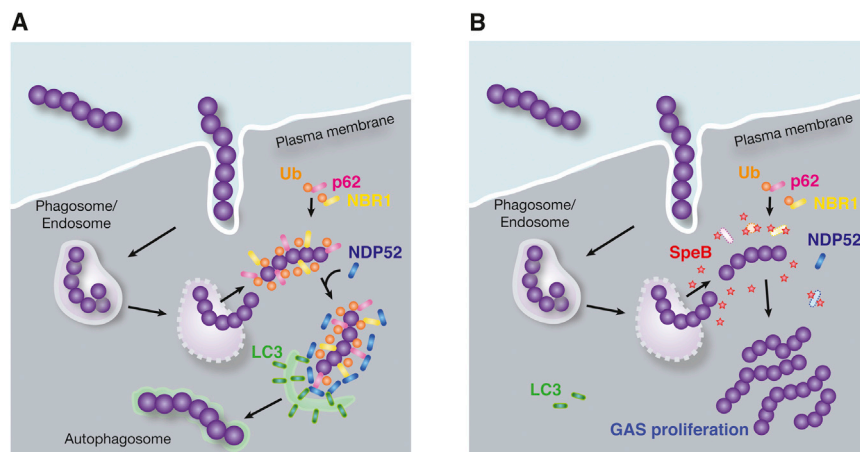 A
Plasma membrane
Ub
p62
NBR1
Phagosome/
Endosome
NDP52
LC3
Autophagosome
B
Plasma membrane
Ub
p62
NBR1
Phagosome/
Endosome
SpeB
NDP52
LC3
GAS proliferation